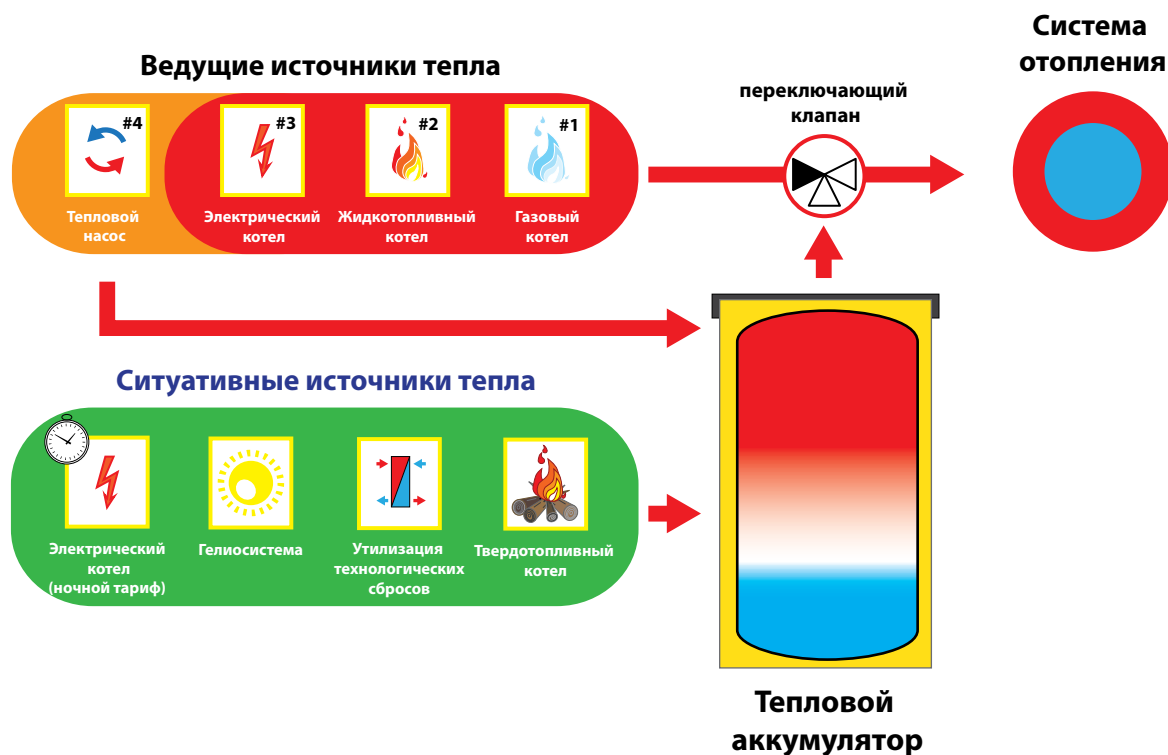 Система
отопления
Ведущие источники тепла
переключающий
клапан
#4
#3
#2
#1
Тепловой
насос
Электрический
котел
Жидкотопливный
котел
Газовый
котел
Ситуативные источники тепла
Электрический
котел
(ночной тариф)
Гелиосистема
Утилизация
технологических
сбросов
Твердотопливный
котел
Тепловой
аккумулятор